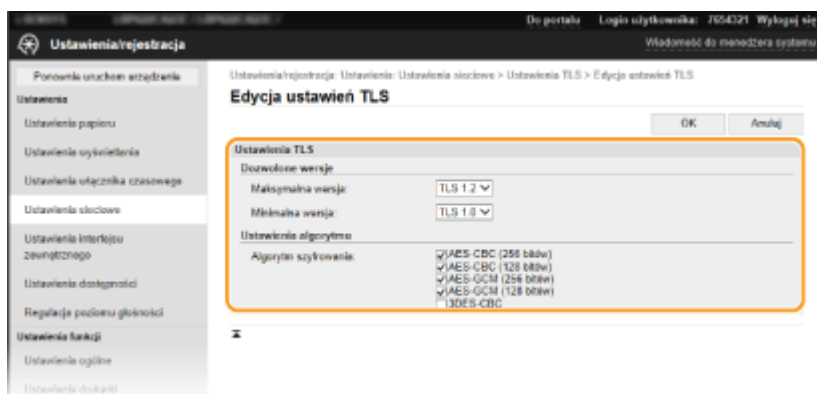 Do portalu Login użytkownika: 7654321 Wyloguj się
Ustawienia/rejestracja
Wiadomość do menedżera systemu
Ponownie uruchom urządzenie
Ustawienia/rejestracja: Ustawienia: Ustawienia sieciowe > Ustawienia TLS > Edycja ustawień TLS
Edycja ustawień TLS
OK Anuluj
Ustawienia
Ustawienia papieru
Ustawienia wyświetlania
Ustawienia włącznika czasowego
Ustawienia sieciowe
Ustawienia interfejsu
zewnętrznego
Ustawienia dostępności
Regulacja poziomu głośności
Ustawienia funkcji
Ustawienia ogólne
Ustawienia drukarki
Ustawienia TLS
Dozwolone wersje
Maksymalna wersja: TLS 1.2
Minimalna wersja: TLS 1.0
Ustawienia algorytmu
Algorytm szyfrowania: AES-CBC (256 bitów)
AES-CBC (128 bitów)
AES-GCM (256 bitów)
AES-GCM (128 bitów)
3DES-CBC